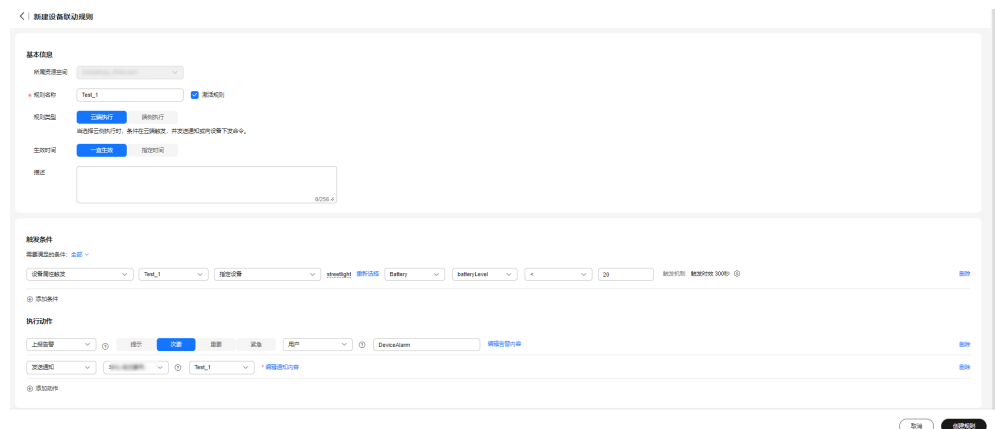 新建设备联动规则
基本信息
所属资源空间
* 规则名称 Test_1 激活规则
规则类型 云端执行 端侧执行
当选择云侧执行时，条件在云端触发，并发送通知或向设备下发命令。
生效时间 一直生效 指定时间
描述
0/256
触发条件
需要满足的条件: 全部
设备属性触发 Test_1 指定设备 streetlight 重新选择 Battery batteryLevel < 20 触发机制 触发时效 300秒 删除
添加条件
执行动作
上报告警 提示 次要 重要 紧急 用户 DeviceAlarm 编辑告警内容 删除
发送通知 Test_1 * 编辑通知内容 删除
添加动作
取消 创建规则